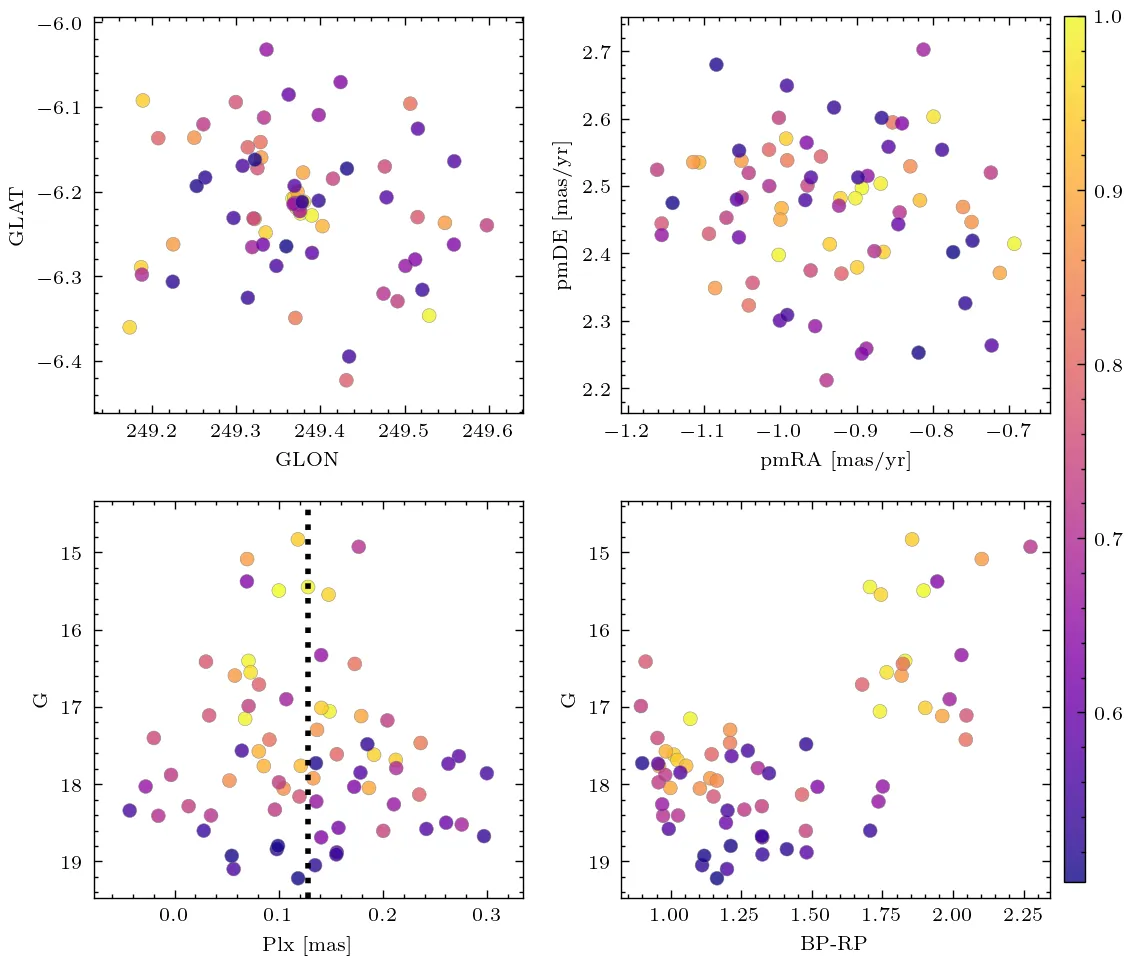 −6.0
−6.1
−6.2
−6.3
−6.4
GLAT
249.2 249.3 249.4 249.5 249.6
GLON
2.7
2.6
2.5
2.4
2.3
2.2
pmDE [mas/yr]
−1.2 −1.1 −1.0 −0.9 −0.8 −0.7
pmRA [mas/yr]
1.0
0.9
0.8
0.7
0.6
15
16
17
18
19
G
0.0 0.1 0.2 0.3
Plx [mas]
15
16
17
18
19
G
1.00 1.25 1.50 1.75 2.00 2.25
BP-RP